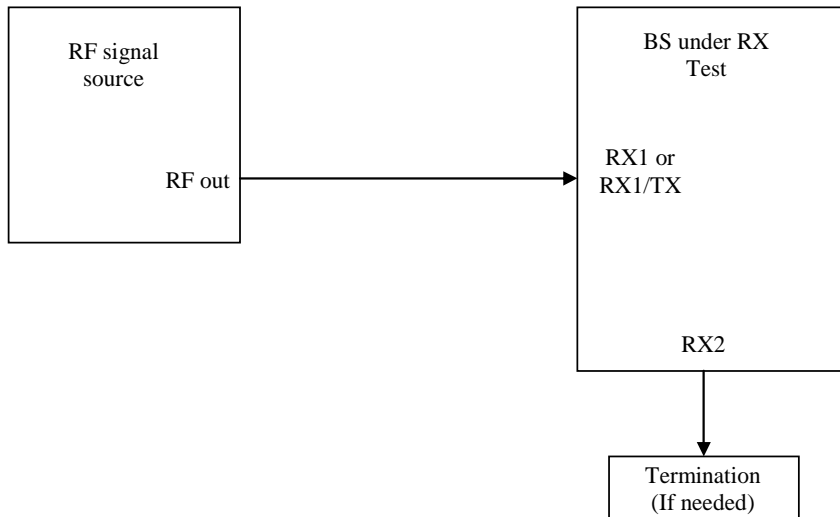 RF signal
source
RF out
BS under RX
Test
RX1 or
RX1/TX
RX2
Termination
(If needed)